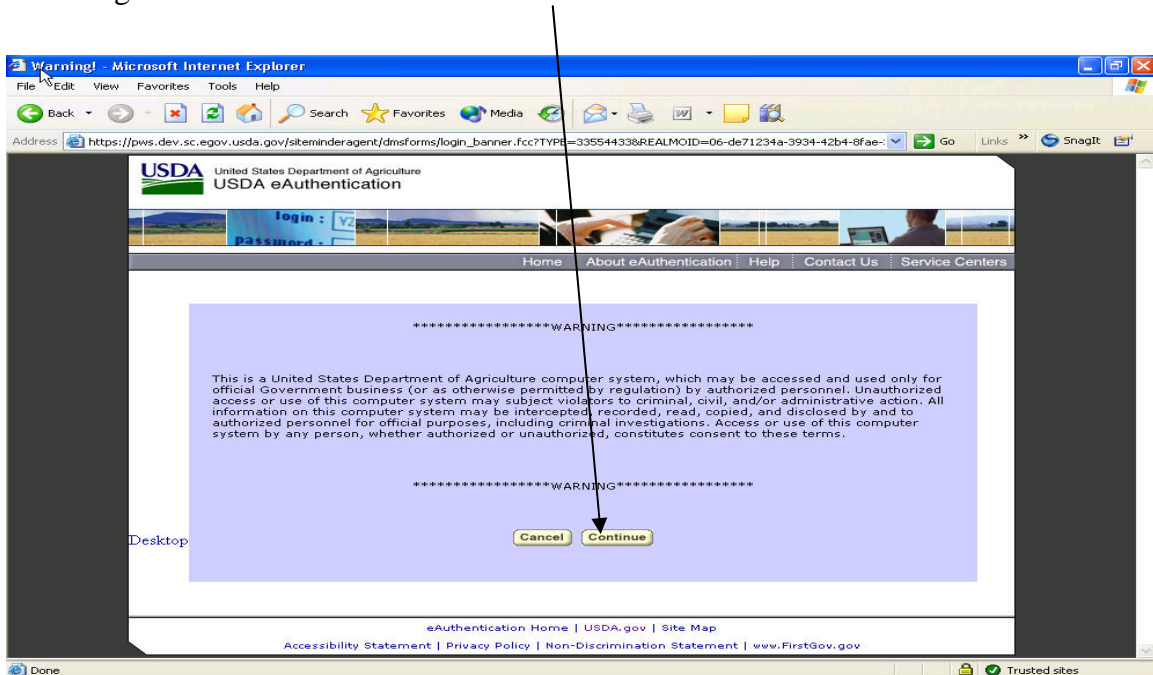 Warning! - Microsoft Internet Explorer
File Edit View Favorites Tools Help
Back Search Favorites Media
Address https://pws.dev.sc.egov.usda.gov/siteminderagent/dmsforms/login_banner.fcc?TYPE=33554433&REALMOID=06-de71234a-3934-42b4-8fae-: Go Links » SnagIt
USDA United States Department of Agriculture
USDA eAuthentication
login :
password :
Home About eAuthentication Help Contact Us Service Centers
*****************WARNING*****************
This is a United States Department of Agriculture computer system, which may be accessed and used only for
official Government business (or as otherwise permitted by regulation) by authorized personnel. Unauthorized
access or use of this computer system may subject violators to criminal, civil, and/or administrative action. All
information on this computer system may be intercepted, recorded, read, copied, and disclosed by and to
authorized personnel for official purposes, including criminal investigations. Access or use of this computer
system by any person, whether authorized or unauthorized, constitutes consent to these terms.
*****************WARNING*****************
Desktop
Cancel Continue
eAuthentication Home | USDA.gov | Site Map
Accessibility Statement | Privacy Policy | Non-Discrimination Statement | www.FirstGov.gov
Done Trusted sites